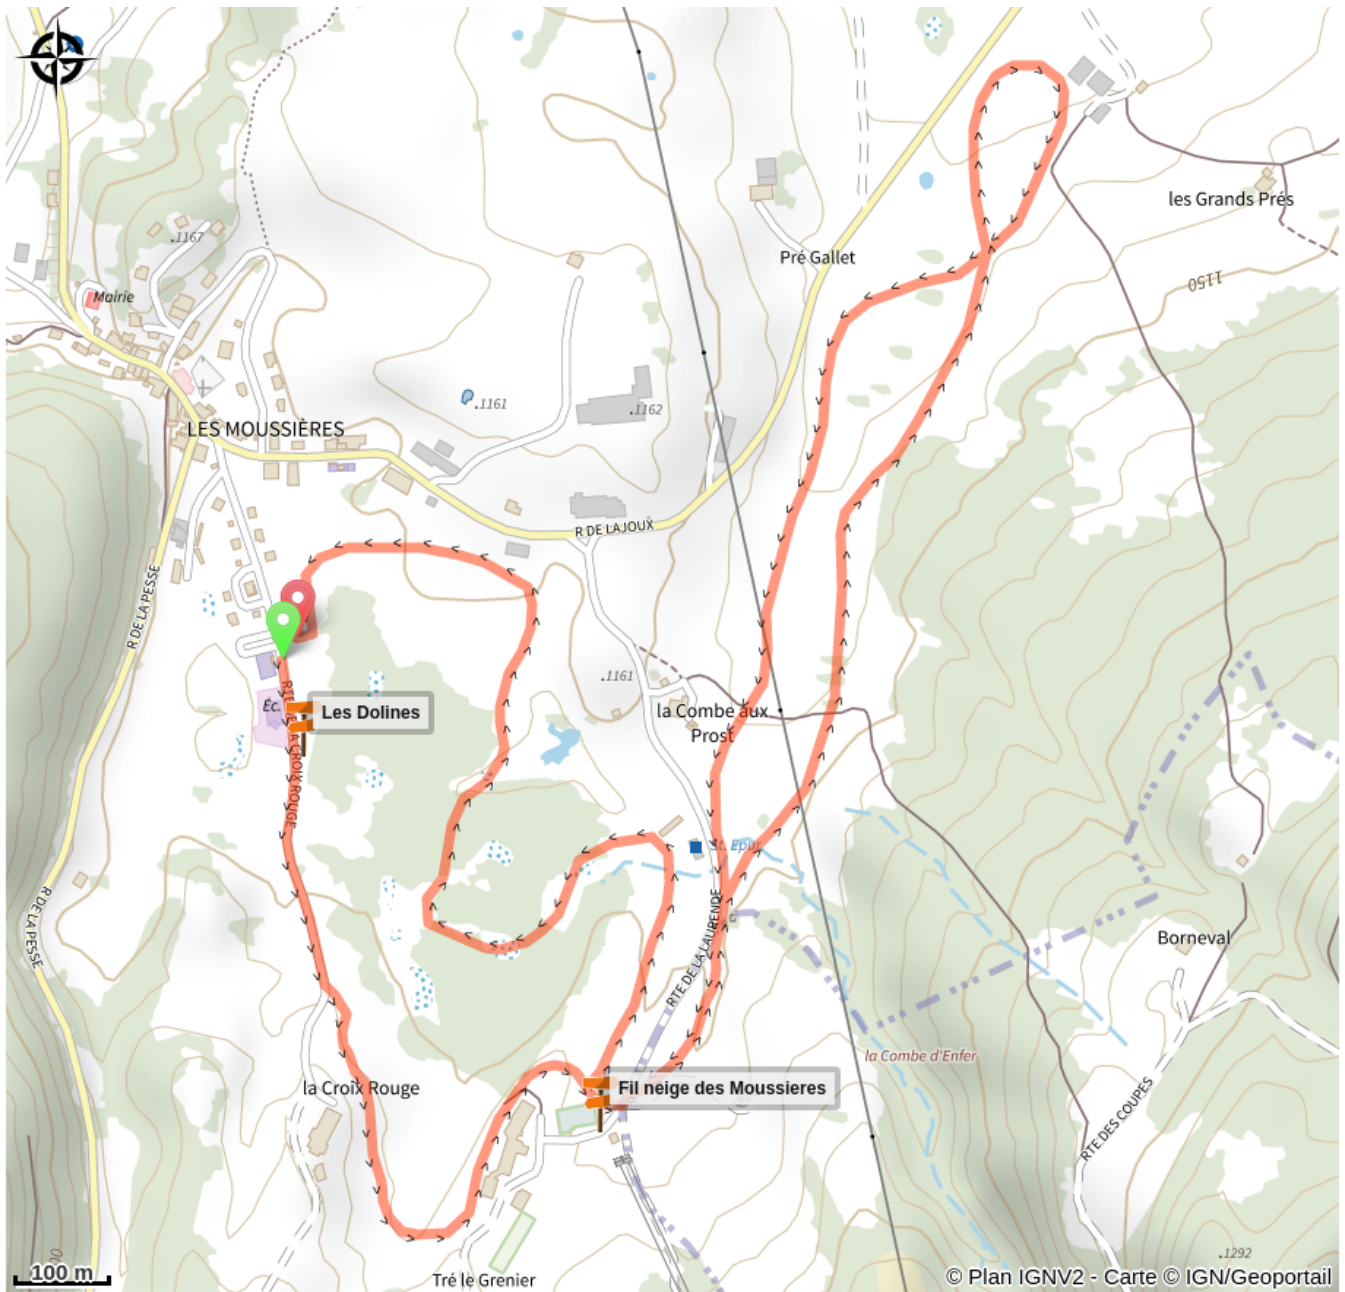 les Grands Prés
.1167
Pré Gallet
1150
Mairie
.1161
.1162
LES MOUSSIÈRES
R DE LAJOUX
R DE LA PESSE
.1161
Éc.
Les Dolines
la Combe aux
Prost
RTE DE LA CROIX ROUGE
St. Epur.
R DE LA PESSE
RTE DE LA LAURENDE
Borneval
la Combe d'Enfer
la Croix Rouge
Fil neige des Moussieres
RTE DES COUPES
.1292
100 m
Tré le Grenier
© Plan IGNV2 - Carte © IGN/Geoportail